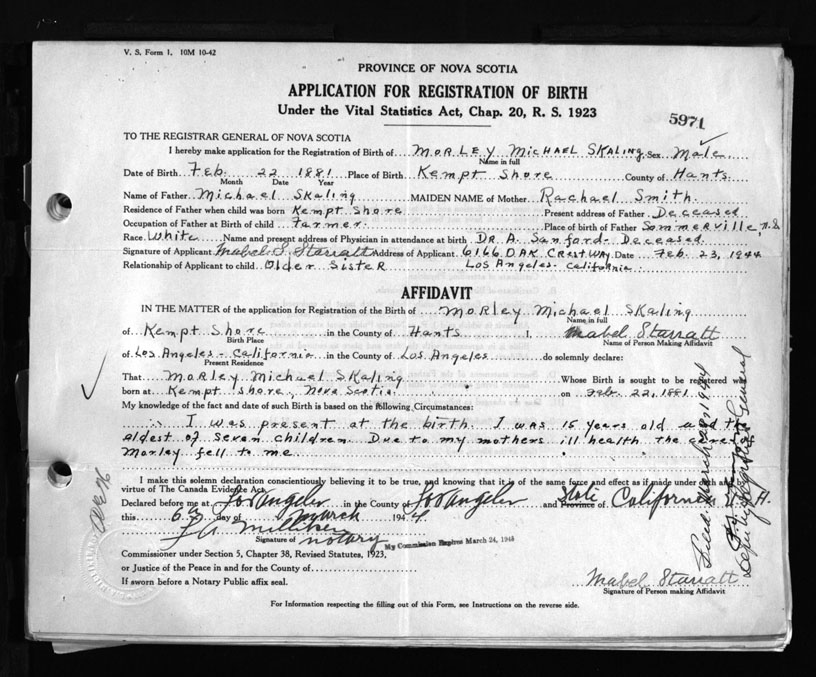 V. S. Form 1. 10M 10-42
PROVINCE OF NOVA SCOTIA
APPLICATION FOR REGISTRATION OF BIRTH
Under the Vital Statistics Act, Chap. 20, R. S. 1923
5971
TO THE REGISTRAR GENERAL OF NOVA SCOTIA
I hereby make application for the Registration of Birth of MORLEY MICHAEL SKALING Sex Male
Name in full
Date of Birth Feb. 22 1881 Place of Birth Kempt Shore County of Hants
Month Date Year
Name of Father Michael Skaling MAIDEN NAME of Mother Rachael Smith
Residence of Father when child was born Kempt Shore Present address of Father Deceased
Occupation of Father at Birth of child Farmer Place of birth of Father Sommerville, N.S.
Race White Name and present address of Physician in attendance at birth DR A. Sanford- Deceased
Signature of Applicant Mabel S. Starratt Address of Applicant 6166 OAK CRESTWAY Date Feb. 23, 1944
Relationship of Applicant to child Older Sister Los Angeles- California
AFFIDAVIT
IN THE MATTER of the application for Registration of the Birth of MORLEY Michael SKaling
Name in full
of Kempt Shore in the County of Hants I, Mabel Starratt
Birth Place Name of Person Making Affidavit
of Los Angeles - California in the County of Los Angeles do solemnly declare:
Present Residence
That MORLEY Michael SKaling Whose Birth is sought to be registered was
born at Kempt Shore, Nova Scotia on Feb. 22, 1881
My knowledge of the fact and date of such Birth is based on the following Circumstances:
I was present at the birth. I was 15 years old and the
oldest of seven children. Due to my mothers ill health the care of
Morley fell to me.
I make this solemn declaration conscientiously believing it to be true, and knowing that it is of the same force and effect as if made under oath and by
virtue of The Canada Evidence Act.
Declared before me at Los Angeles in the County of Los Angeles and Province of State California
this 6th day of March 1944
Signature of notary My Commission Expires March 24, 1946
Commissioner under Section 5, Chapter 38, Revised Statutes, 1923,
or Justice of the Peace in and for the County of
If sworn before a Notary Public affix seal.
Mabel Starratt
Signature of Person making Affidavit
For Information respecting the filling out of this Form, see Instructions on the reverse side.
Deputy Registrar General